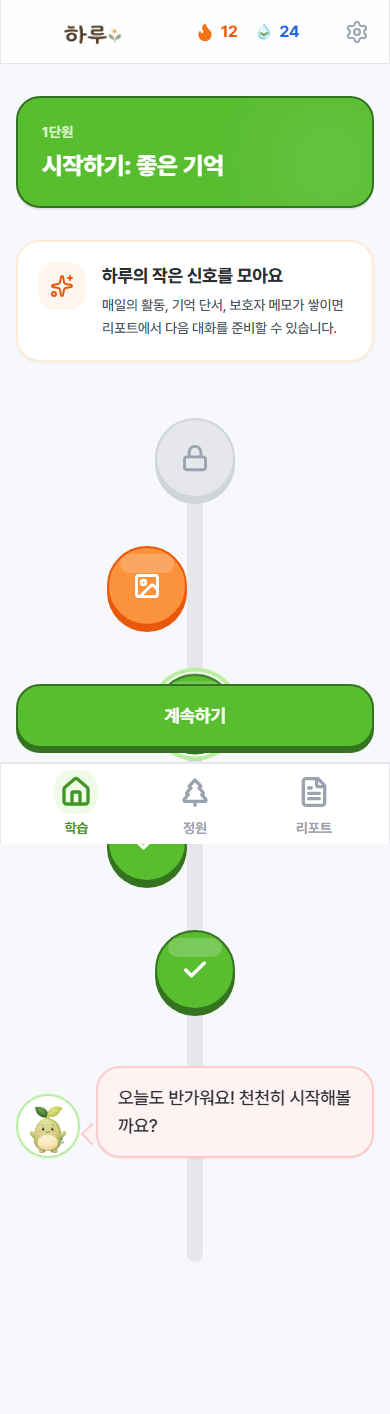 하루
12
24
1단원
시작하기: 좋은 기억
하루의 작은 신호를 모아요
매일의 활동, 기억 단서, 보호자 메모가 쌓이면
리포트에서 다음 대화를 준비할 수 있습니다.
계속하기
학습
정원
리포트
오늘도 반가워요! 천천히 시작해볼
까요?